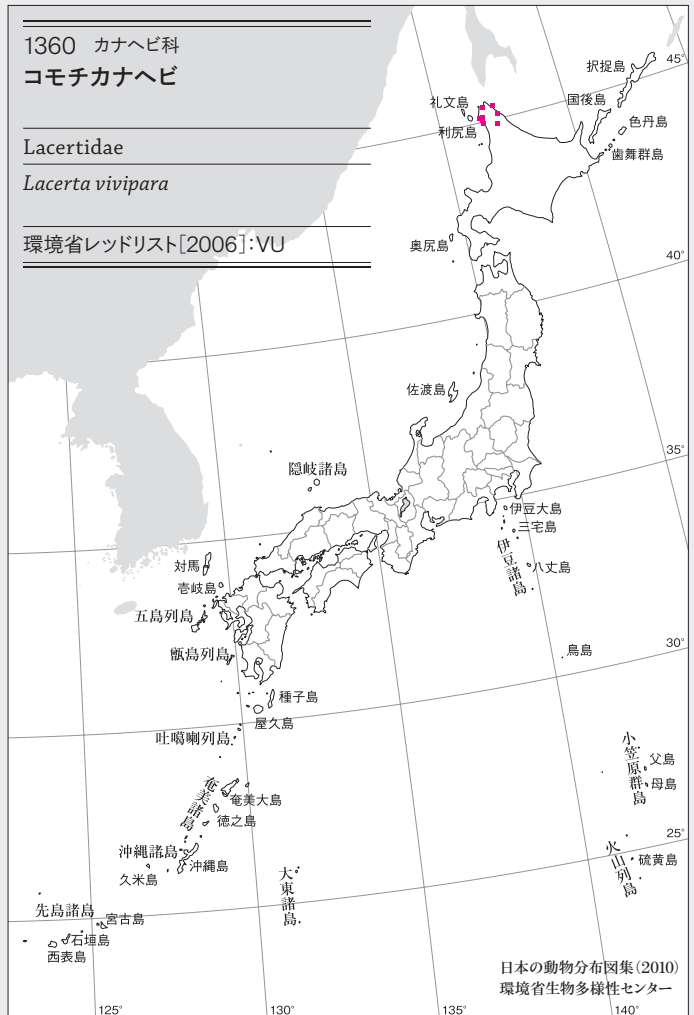 1360 カナヘビ科
コモチカナヘビ
Lacertidae
Lacerta vivipara
環境省レッドリスト[2006]:VU
45°
択捉島
礼文島
国後島
利尻島
色丹島
歯舞群島
奥尻島
40°
佐渡島
35°
隠岐諸島
伊豆大島
三宅島
伊豆諸島
八丈島
対馬
壱岐島
五島列島
甑島列島
鳥島
30°
種子島
屋久島
吐噶喇列島
小笠原群島
父島
母島
奄美諸島
奄美大島
徳之島
25°
沖縄諸島
沖縄島
久米島
火山列島
硫黄島
大東諸島
先島諸島
宮古島
石垣島
西表島
日本の動物分布図集(2010)
環境省生物多様性センター
125°
130°
135°
140°